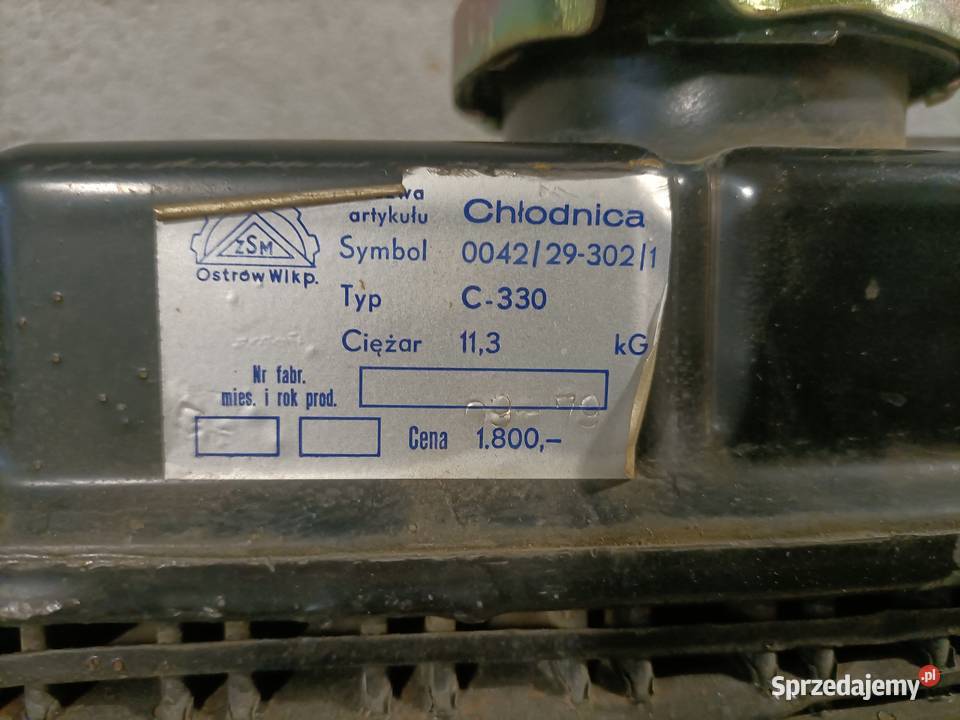 artykułu Chłodnica
ZSM
Ostrów Wlkp.
Symbol 0042/29-302/1
Typ C-330
Ciężar 11,3 kG
Nr fabr.
mies. i rok prod.
Cena 1.800,–
Sprzedajemy.pl